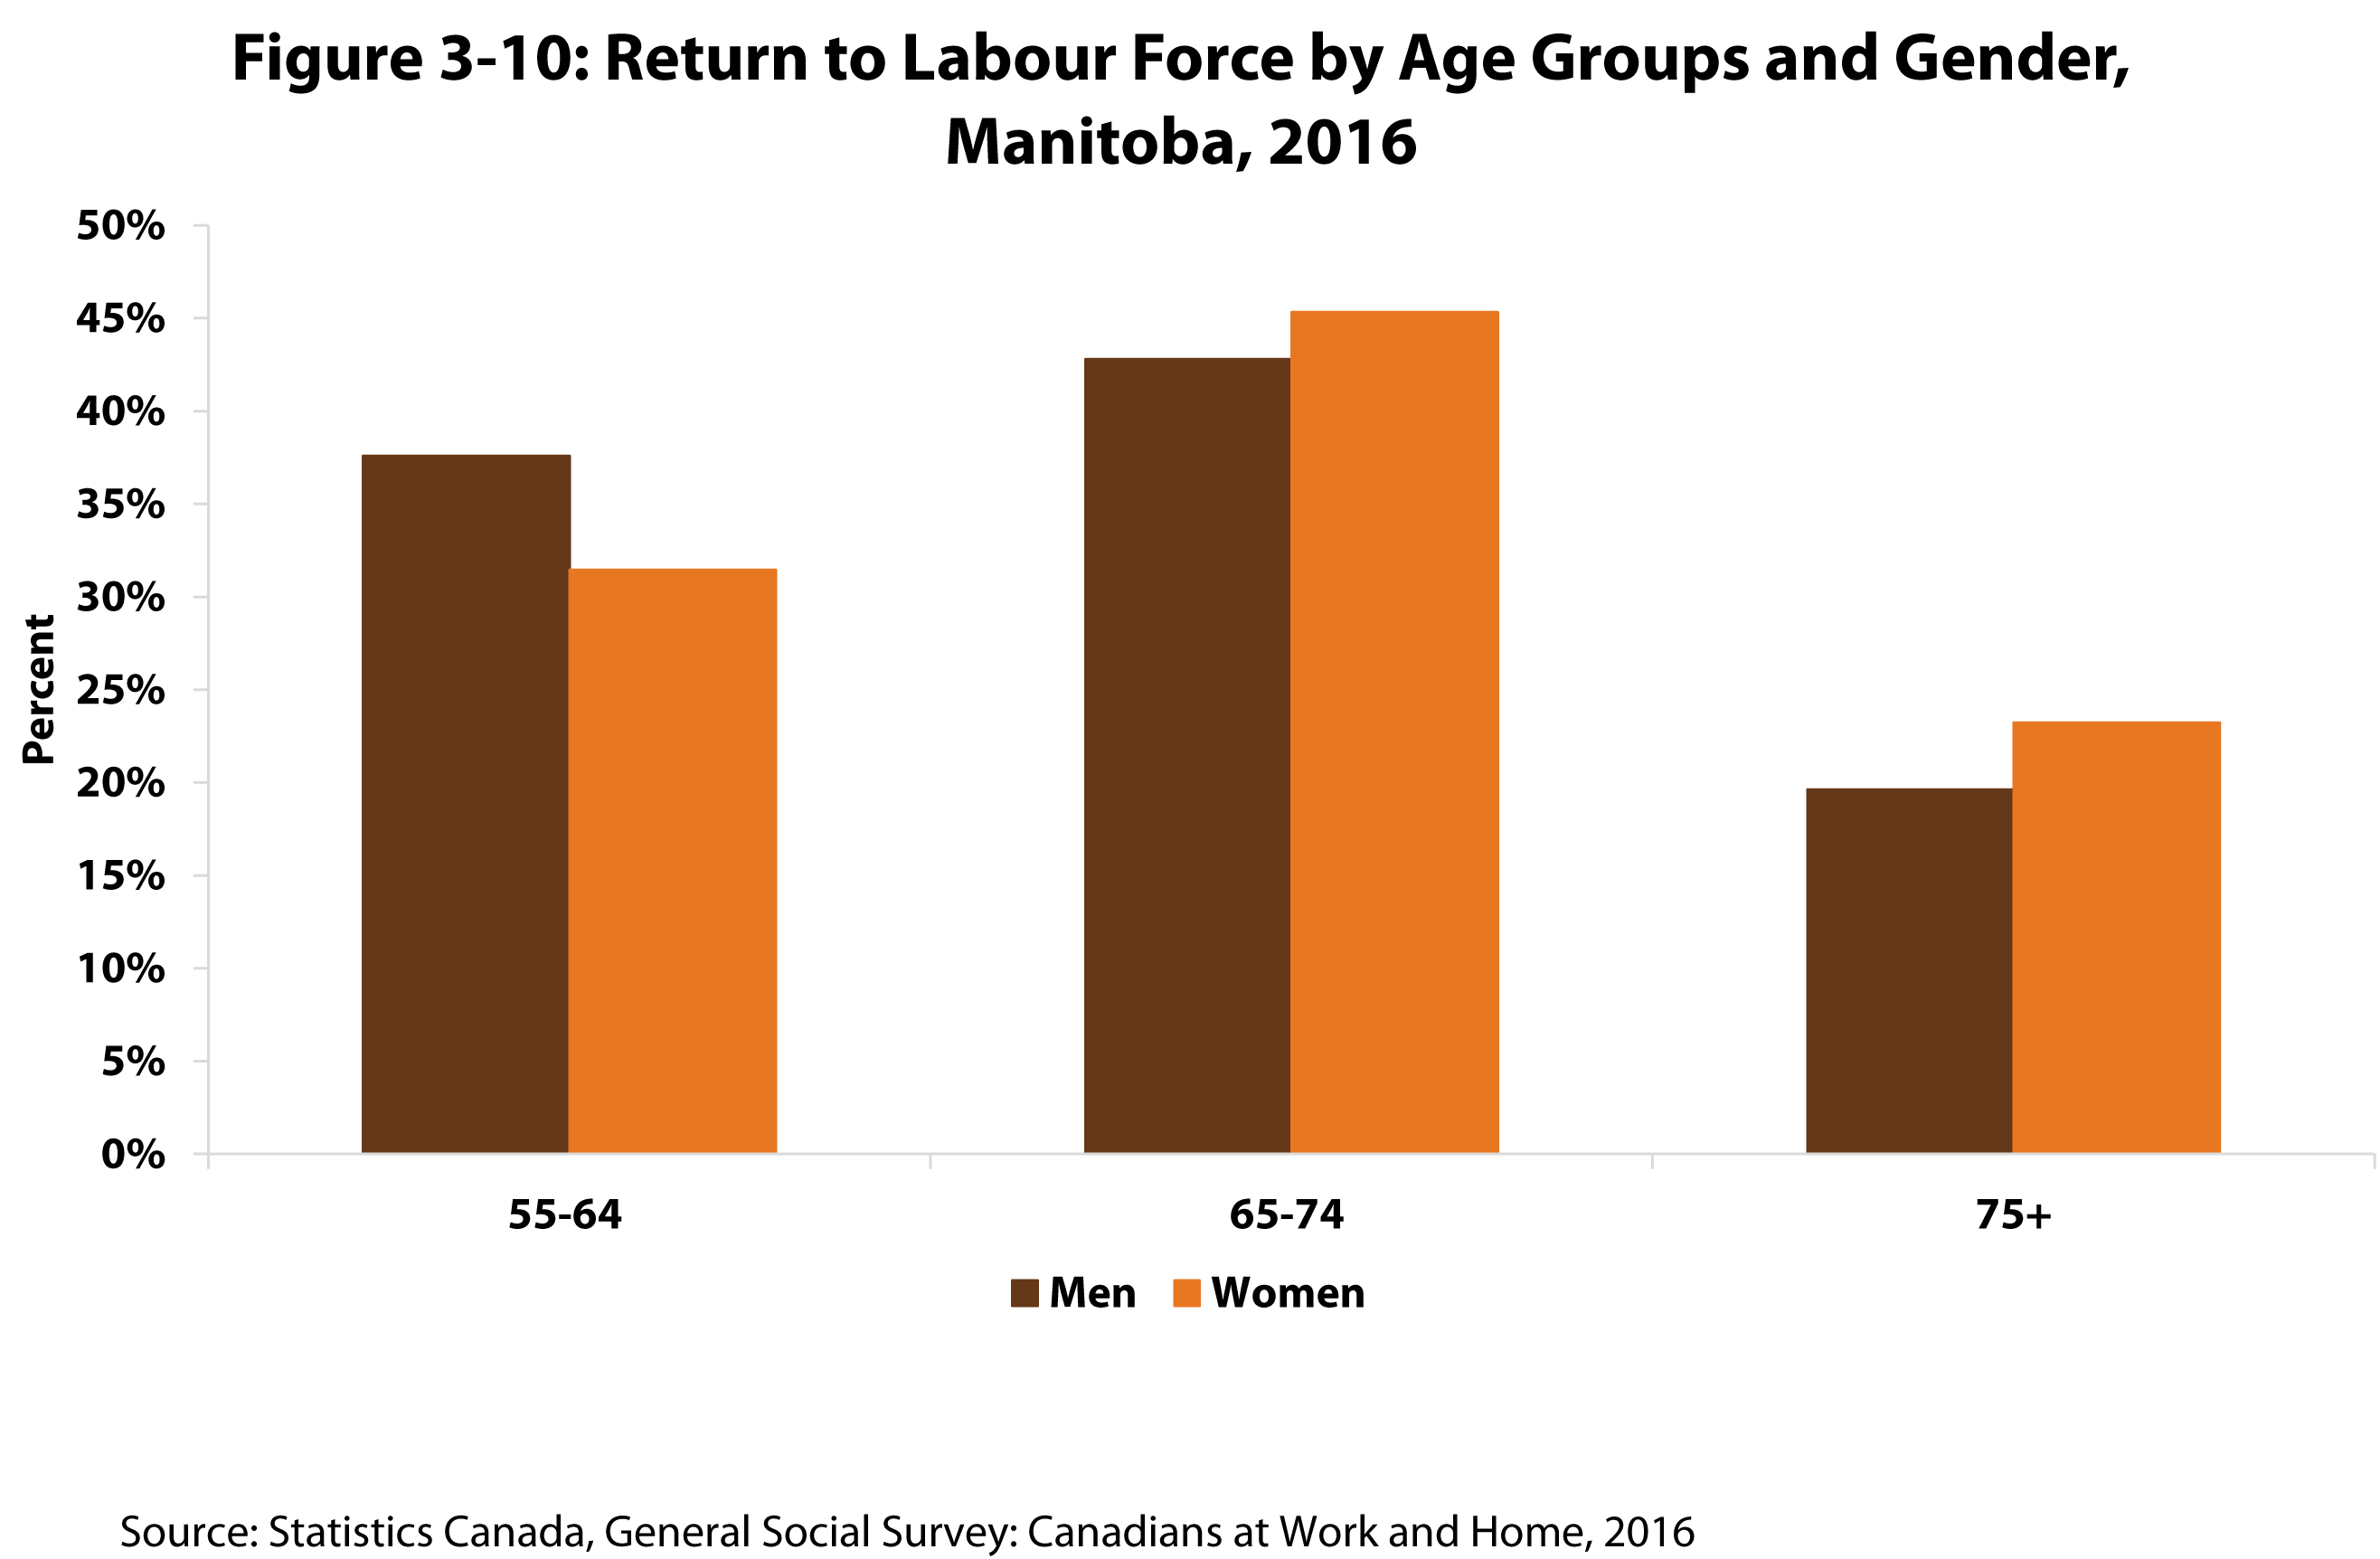 Figure 3-10: Return to Labour Force by Age Groups and Gender,
Manitoba, 2016
50%
45%
40%
35%
30%
25%
20%
15%
10%
5%
0%
Percent
55-64 65-74 75+
Men Women
Source: Statistics Canada, General Social Survey: Canadians at Work and Home, 2016